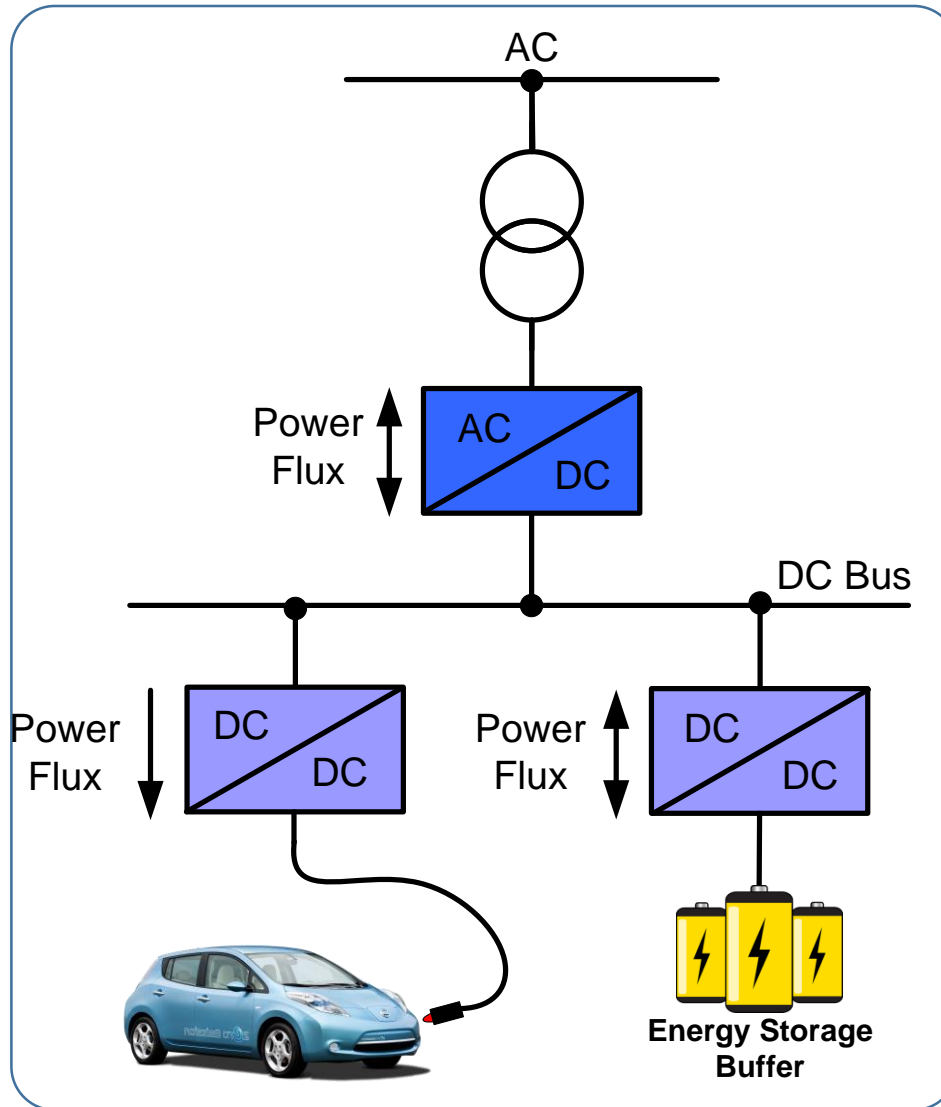 AC
Power
Flux
AC
DC
DC Bus
Power
Flux
DC
DC
Power
Flux
DC
DC
Energy Storage
Buffer